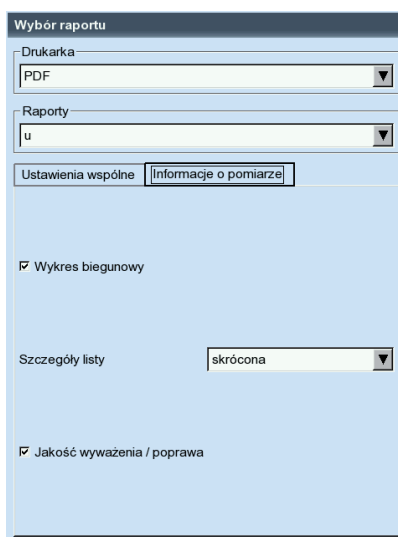 Wybór raportu
Drukarka
PDF
Raporty
u
Ustawienia wspólne Informacje o pomiarze
Wykres biegunowy
Szczegóły listy skrócona
Jakość wyważenia / poprawa